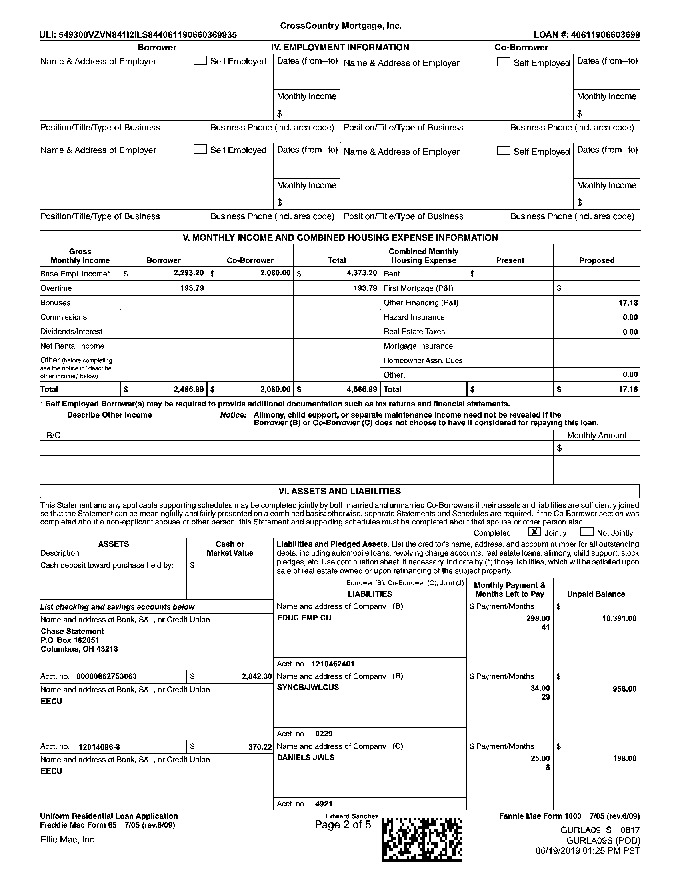 CrossCountry Mortgage, Inc.
LOAN #: 40611906603699
Borrower IV. EMPLOYMENT INFORMATION Co-Borrower
Name & Address of Employer Self Employed Dates (from–to) Name & Address of Employer Self Employed Dates (from–to)
Monthly Income Monthly Income
$ $
Position/Title/Type of Business Business Phone (incl. area code) Position/Title/Type of Business Business Phone (incl. area code)
Name & Address of Employer Self Employed Dates (from–to) Name & Address of Employer Self Employed Dates (from–to)
Monthly Income Monthly Income
$ $
Position/Title/Type of Business Business Phone (incl. area code) Position/Title/Type of Business Business Phone (incl. area code)
V. MONTHLY INCOME AND COMBINED HOUSING EXPENSE INFORMATION
Gross Monthly Income Borrower Co-Borrower Total Combined Monthly Housing Expense Present Proposed
Base Empl. Income* $ 2,293.20 $ 2,080.00 $ 4,373.20 Rent $
Overtime 193.79 193.79 First Mortgage (P&I) $
Bonuses Other Financing (P&I) 17.16
Commissions Hazard Insurance 0.00
Dividends/Interest Real Estate Taxes 0.00
Net Rental Income Mortgage Insurance
Other (before completing Homeowner Assn. Dues
see the notice in "describe
other income," below) Other: 0.00
Total $ 2,486.99 $ 2,080.00 $ 4,566.99 Total $ $ 17.16
* Self Employed Borrower(s) may be required to provide additional documentation such as tax returns and financial statements.
Describe Other Income Notice: Alimony, child support, or separate maintenance income need not be revealed if the
Borrower (B) or Co-Borrower (C) does not choose to have it considered for repaying this loan.
B/C Monthly Amount
$
VI. ASSETS AND LIABILITIES
This Statement and any applicable supporting schedules may be completed jointly by both married and unmarried Co-Borrowers if their assets and liabilities are sufficiently joined
so that the Statement can be meaningfully and fairly presented on a combined basis; otherwise, separate Statements and Schedules are required. If the Co-Borrower section was
completed about a non-applicant spouse or other person, this Statement and supporting schedules must be completed about that spouse or other person also.
Completed X Jointly Not Jointly
ASSETS Cash or Market Value
Description
Cash deposit toward purchase held by: $
Liabilities and Pledged Assets. List the creditor's name, address, and account number for all outstanding
debts, including automobile loans, revolving charge accounts, real estate loans, alimony, child support, stock
pledges, etc. Use continuation sheet, if necessary. Indicate by (*) those liabilities, which will be satisfied upon
sale of real estate owned or upon refinancing of the subject property.
Borrower (B), Co-Borrower (C), Joint (J)
LIABILITIES Monthly Payment & Months Left to Pay Unpaid Balance
List checking and savings accounts below
Name and address of Bank, S&L, or Credit Union
Chase Statement
P.O. Box 182051
Columbus, OH 43218
Acct. no. $ 2,842.30
Name and address of Bank, S&L, or Credit Union
EECU
Acct. no. 12014096-8 $ 370.22
Name and address of Bank, S&L, or Credit Union
EECU
Name and address of Company (B) $ Payment/Months $
EDUC EMP CU 299.00 10,391.00
41
Acct. no. 1210462401
Name and address of Company (B) $ Payment/Months $
SYNCB/JWLCUS 34.00 956.00
29
Acct. no. 0229
Name and address of Company (C) $ Payment/Months $
DANIELS JWLS 25.00 198.00
8
Acct. no. 4921
Uniform Residential Loan Application Fannie Mae Form 1003 7/05 (rev.6/09)
Freddie Mac Form 65 7/05 (rev.6/09)
Page 2 of 5
Ellie Mae, Inc.
GURLA09_S 0817
GURLA09S (POD)
06/19/2019 01:25 PM PST